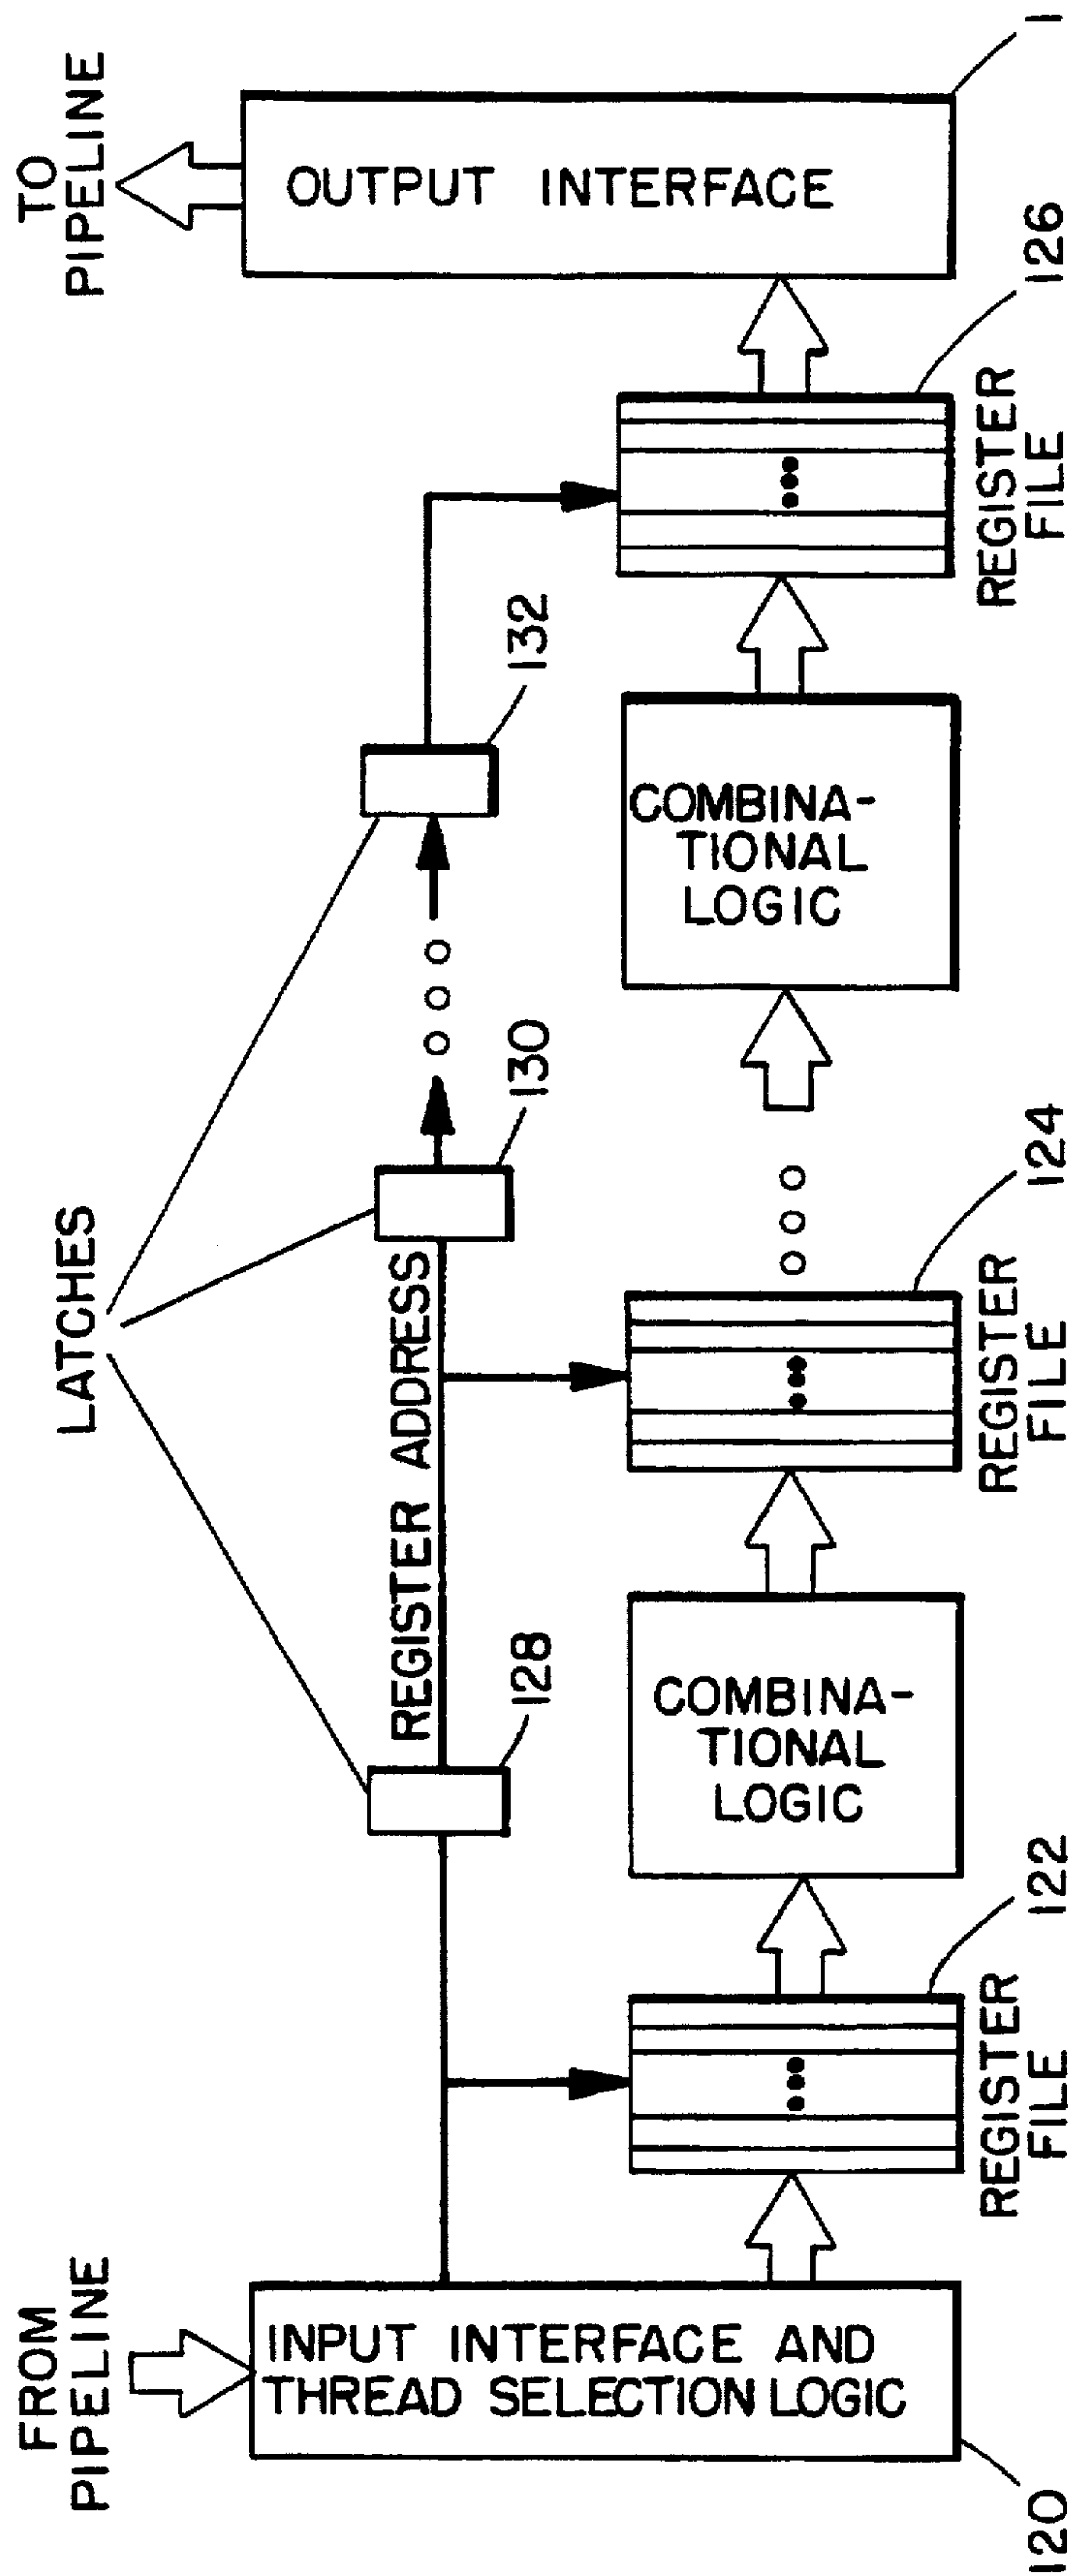 FROM
PIPELINE
INPUT INTERFACE AND
THREAD SELECTION LOGIC
120
REGISTER
FILE
122
COMBINA-
TIONAL
LOGIC
128
REGISTER ADDRESS
LATCHES
REGISTER
FILE
124
130
132
COMBINA-
TIONAL
LOGIC
REGISTER
FILE
126
TO
PIPELINE
OUTPUT INTERFACE
1